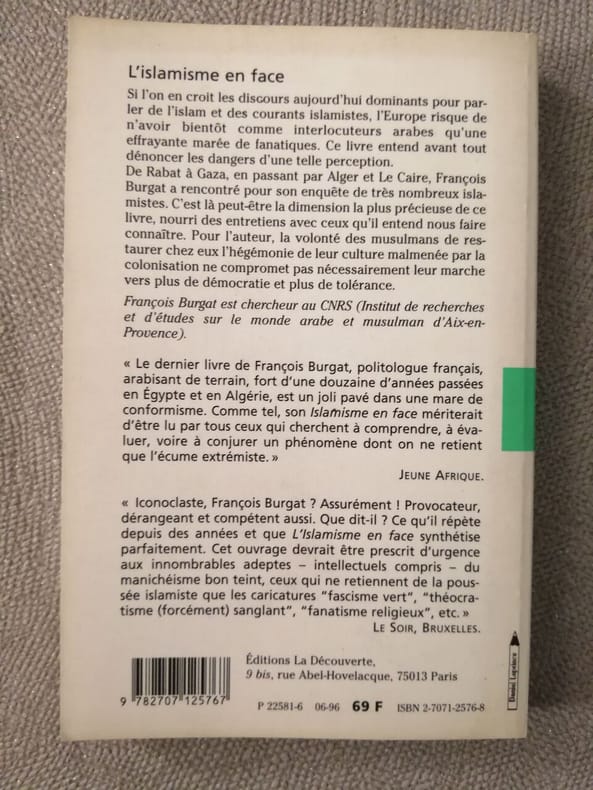 L'islamisme en face
Si l'on en croit les discours aujourd'hui dominants pour par-
ler de l'islam et des courants islamistes, l'Europe risque de
n'avoir bientôt comme interlocuteurs arabes qu'une
effrayante marée de fanatiques. Ce livre entend avant tout
dénoncer les dangers d'une telle perception.
De Rabat à Gaza, en passant par Alger et Le Caire, François
Burgat a rencontré pour son enquête de très nombreux isla-
mistes. C'est là peut-être la dimension la plus précieuse de ce
livre, nourri des entretiens avec ceux qu'il entend nous faire
connaître. Pour l'auteur, la volonté des musulmans de res-
taurer chez eux l'hégémonie de leur culture malmenée par la
colonisation ne compromet pas nécessairement leur marche
vers plus de démocratie et plus de tolérance.
François Burgat est chercheur au CNRS (Institut de recherches
et d'études sur le monde arabe et musulman d'Aix-en-
Provence).
« Le dernier livre de François Burgat, politologue français,
arabisant de terrain, fort d'une douzaine d'années passées
en Égypte et en Algérie, est un joli pavé dans une mare de
conformisme. Comme tel, son Islamisme en face mériterait
d'être lu par tous ceux qui cherchent à comprendre, à éva-
luer, voire à conjurer un phénomène dont on ne retient
que l'écume extrémiste. »
JEUNE AFRIQUE.
« Iconoclaste, François Burgat ? Assurément ! Provocateur,
dérangeant et compétent aussi. Que dit-il ? Ce qu'il répète
depuis des années et que L'Islamisme en face synthétise
parfaitement. Cet ouvrage devrait être prescrit d'urgence
aux innombrables adeptes – intellectuels compris – du
manichéisme bon teint, ceux qui ne retiennent de la pous-
sée islamiste que les caricatures "fascisme vert", "théocra-
tisme (forcément) sanglant", "fanatisme religieux", etc. »
LE SOIR, BRUXELLES.
Éditions La Découverte,
9 bis, rue Abel-Hovelacque, 75013 Paris
9 782707 125767
P 22581-6 06-96 69 F ISBN 2-7071-2576-8